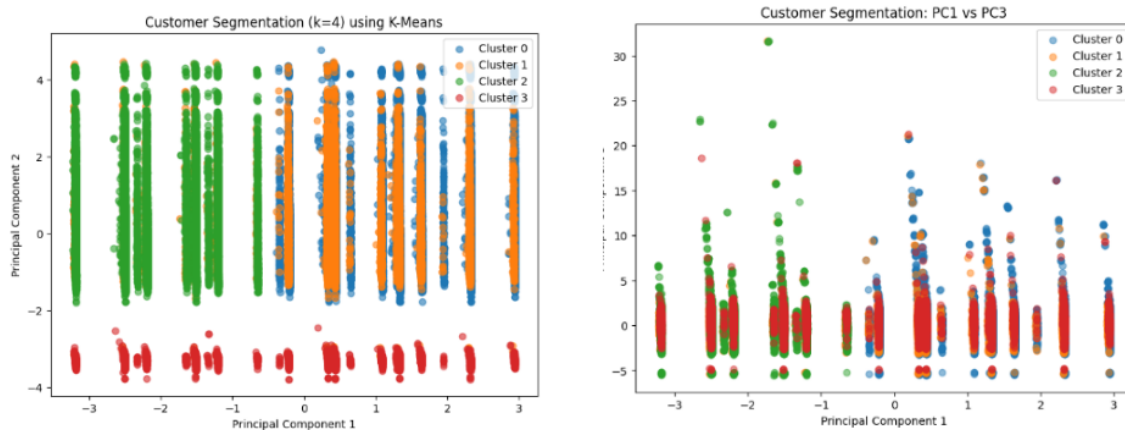 Customer Segmentation (k=4) using K-Means
Cluster 0
Cluster 1
Cluster 2
Cluster 3
Principal Component 2
4
2
0
−2
−4
−3
−2
−1
0
1
2
3
Principal Component 1
Customer Segmentation: PC1 vs PC3
Cluster 0
Cluster 1
Cluster 2
Cluster 3
30
25
20
15
10
5
0
−5
−3
−2
−1
0
1
2
3
Principal Component 1